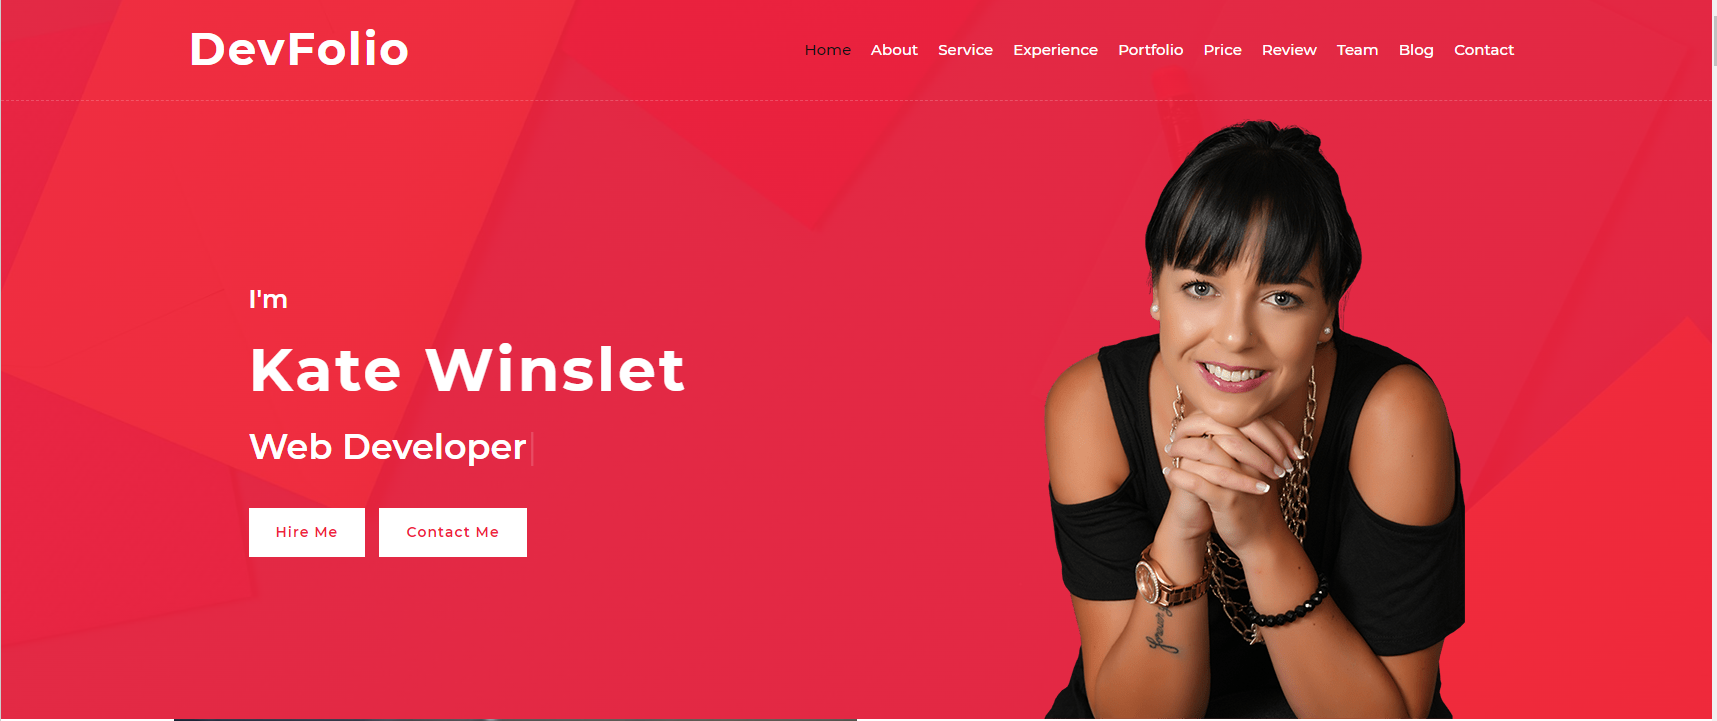 DevFolio
Home About Service Experience Portfolio Price Review Team Blog Contact
I'm
Kate Winslet
Web Developer
Hire Me Contact Me
forever